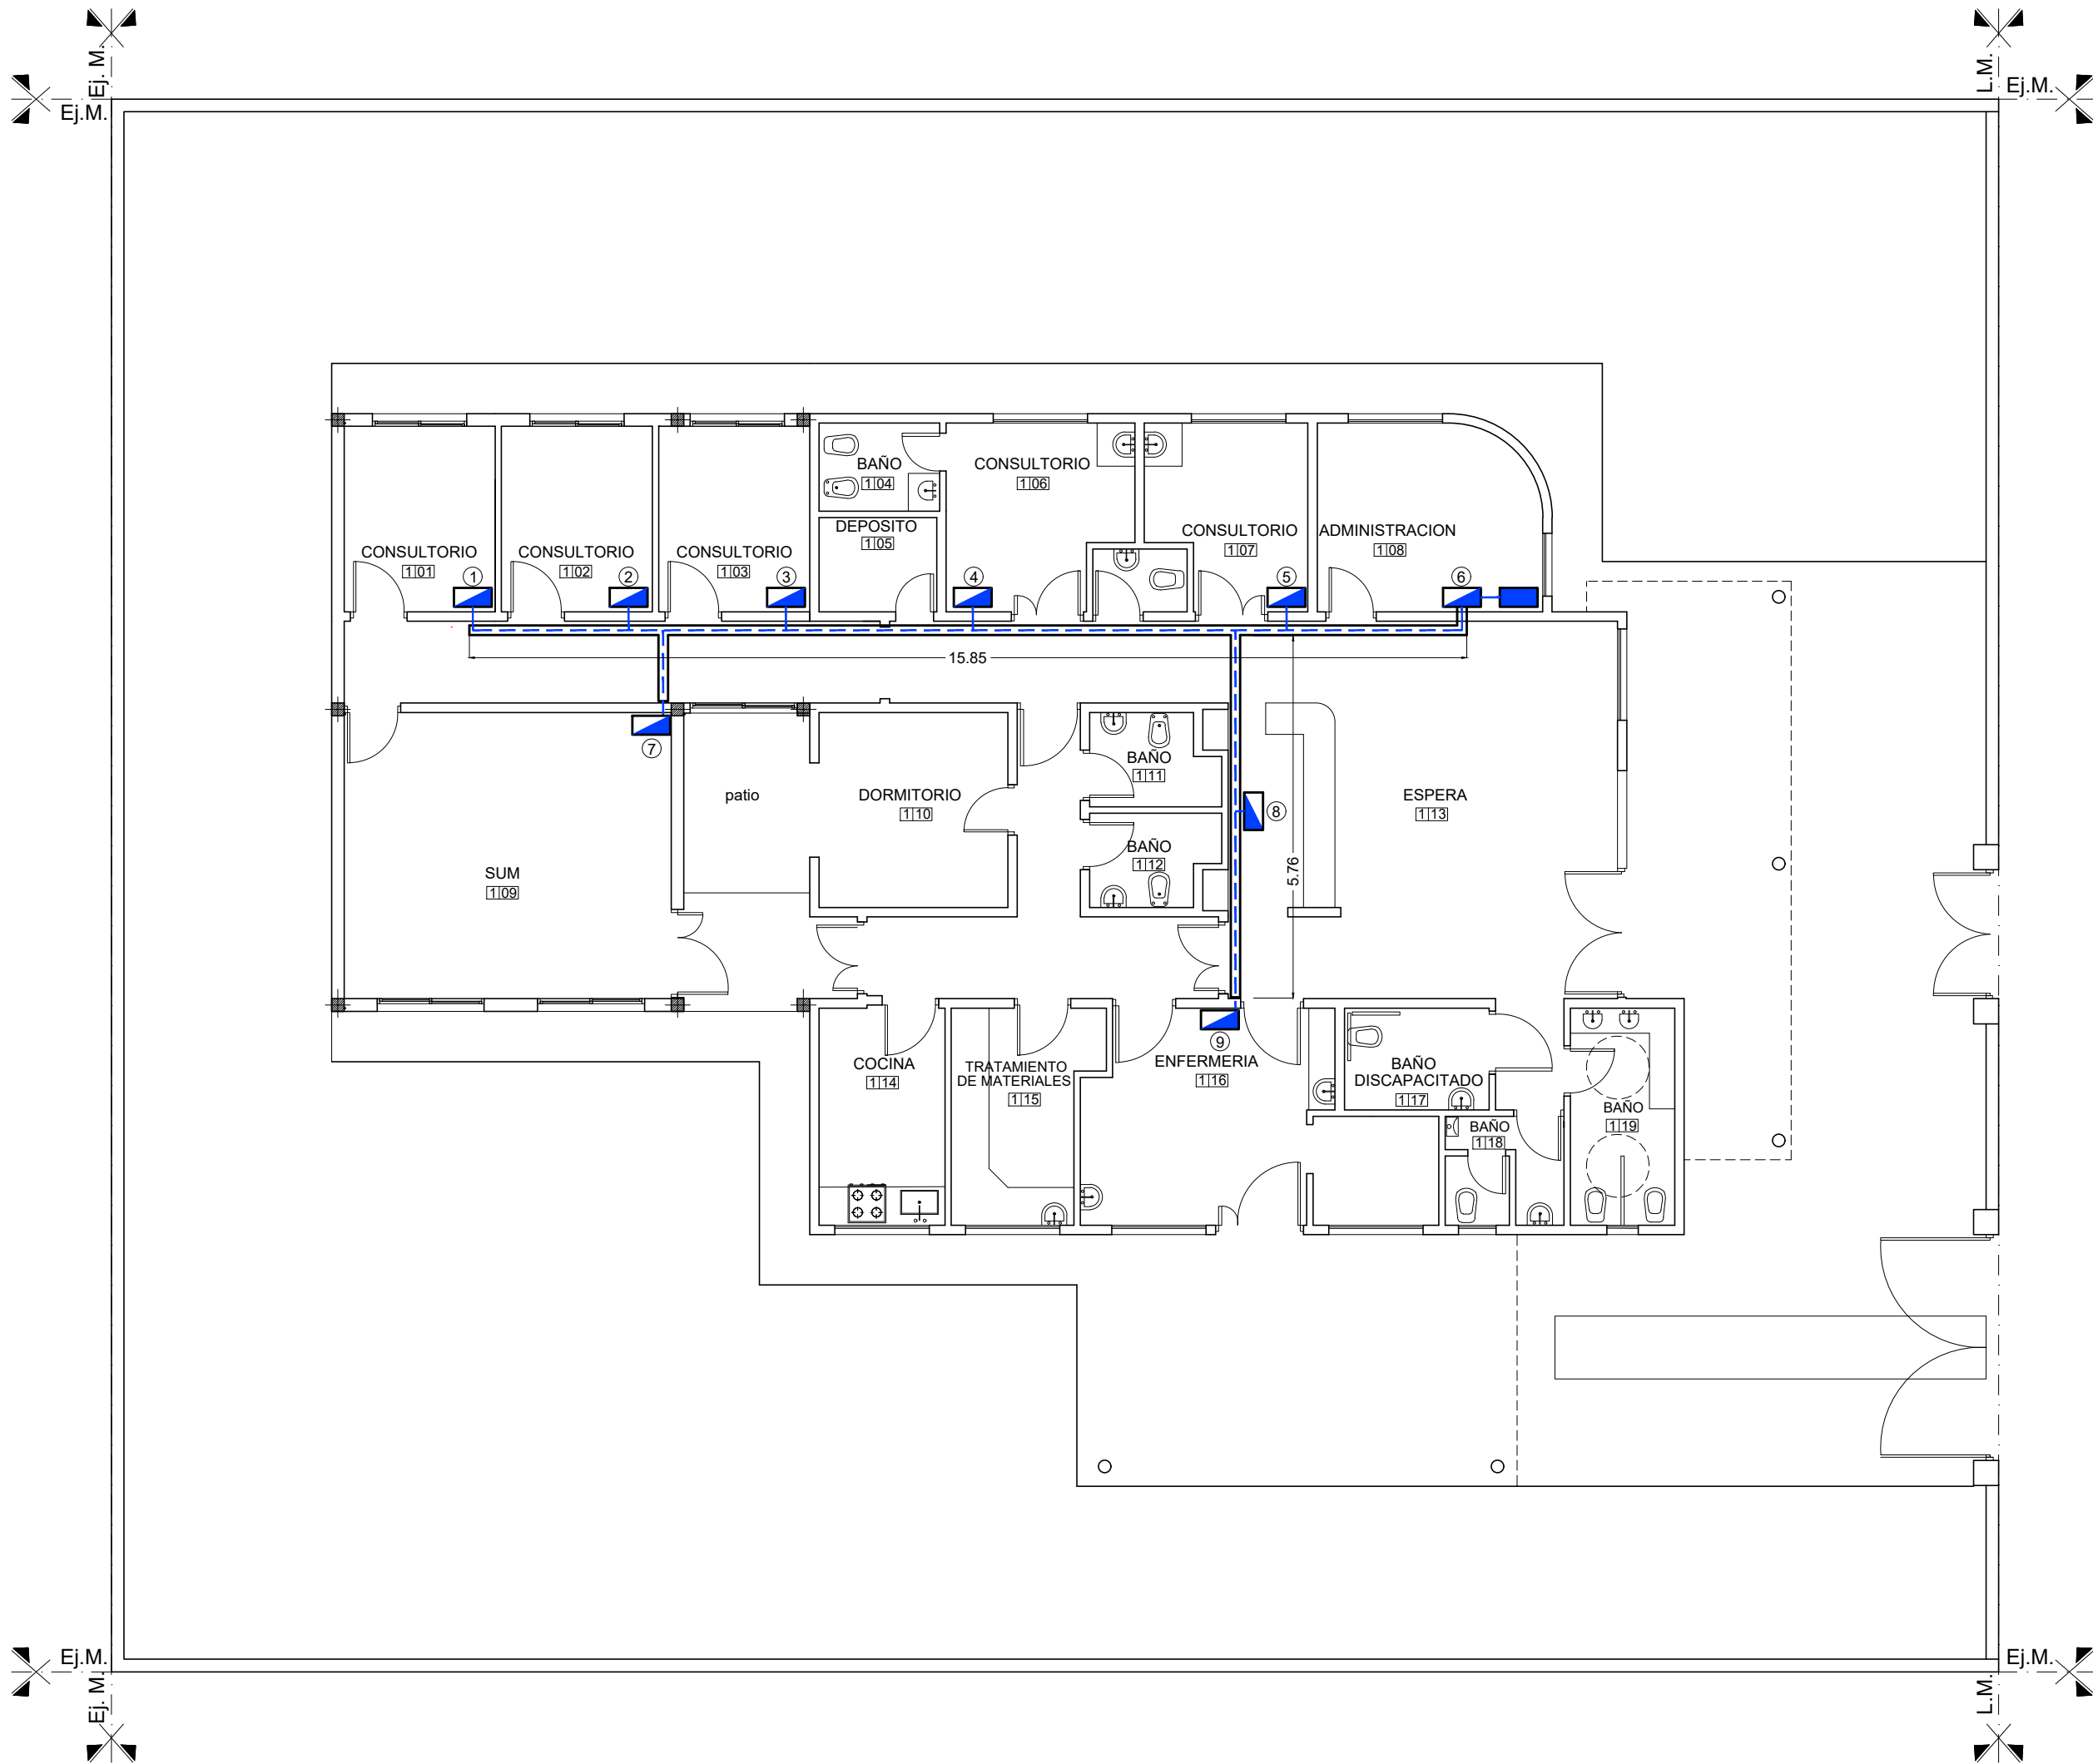 Ej. M.
L.M.
Ej.M.
Ej.M.
BAÑO
1|04
CONSULTORIO
1|06
DEPOSITO
1|05
CONSULTORIO
1|07
ADMINISTRACION
1|08
CONSULTORIO
1|01
CONSULTORIO
1|02
CONSULTORIO
1|03
1
2
3
4
5
6
15.85
7
BAÑO
1|11
patio
DORMITORIO
1|10
ESPERA
1|13
8
BAÑO
1|12
5.76
SUM
1|09
9
COCINA
1|14
TRATAMIENTO
DE MATERIALES
1|15
ENFERMERIA
1|16
BAÑO
DISCAPACITADO
1|17
BAÑO
1|19
BAÑO
1|18
Ej.M.
Ej.M.
Ej. M.
L.M.